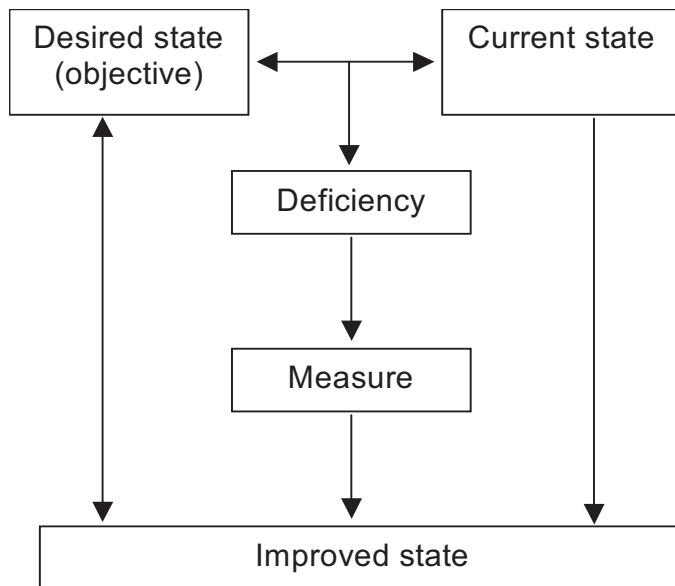 Desired state
(objective)
Current state
Deficiency
Measure
Improved state